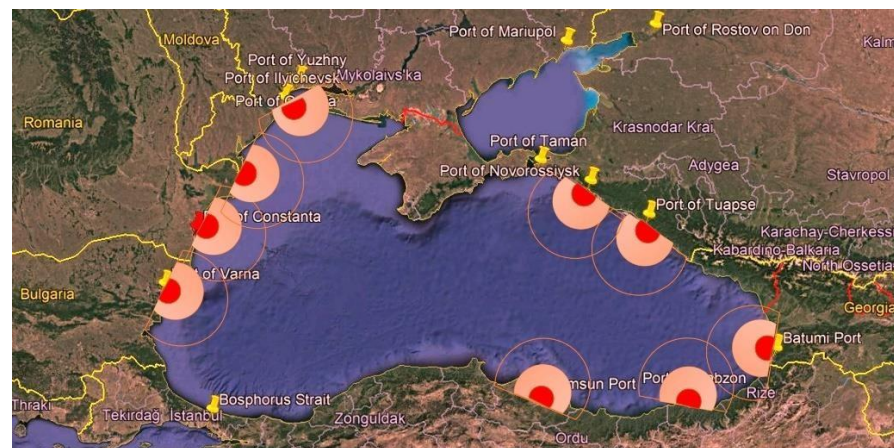 Moldova
Port of Mariupol
Port of Rostov on Don
Port of Yuzhny
Port of Ilyichevsk
Mykolaivs'ka
Port of
Romania
Krasnodar Krai
Port of Taman
Adygea
Stavropol
Port of Novorossiysk
Port of Tuapse
of Constanta
Karachay-Cherkess
Kabardino-Balkaria
North Ossetia
of Varna
Bulgaria
Georgia
Batumi Port
msun Port
Port
bzon
Rize
Bosphorus Strait
Thraki
Tekirdağ
Istanbul
Zonguldak
Ordu